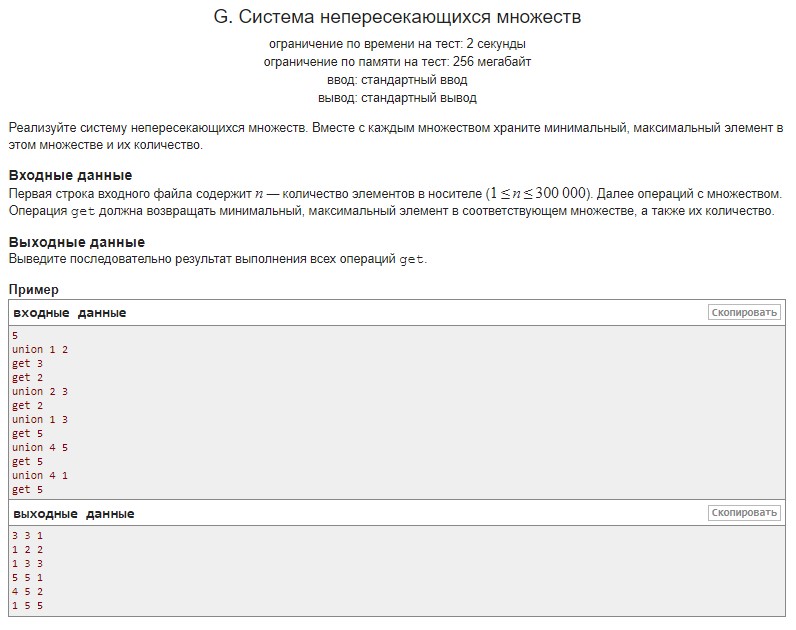 G. Система непересекающихся множеств
ограничение по времени на тест: 2 секунды
ограничение по памяти на тест: 256 мегабайт
ввод: стандартный ввод
вывод: стандартный вывод
Реализуйте систему непересекающихся множеств. Вместе с каждым множеством храните минимальный, максимальный элемент в
этом множестве и их количество.
Входные данные
Первая строка входного файла содержит n — количество элементов в носителе (1 ≤ n ≤ 300 000). Далее операций с множеством.
Операция get должна возвращать минимальный, максимальный элемент в соответствующем множестве, а также их количество.
Выходные данные
Выведите последовательно результат выполнения всех операций get.
Пример
входные данные
Скопировать
5
union 1 2
get 3
get 2
union 2 3
get 2
union 1 3
get 5
union 4 5
get 5
union 4 1
get 5
выходные данные
Скопировать
3 3 1
1 2 2
1 3 3
5 5 1
4 5 2
1 5 5